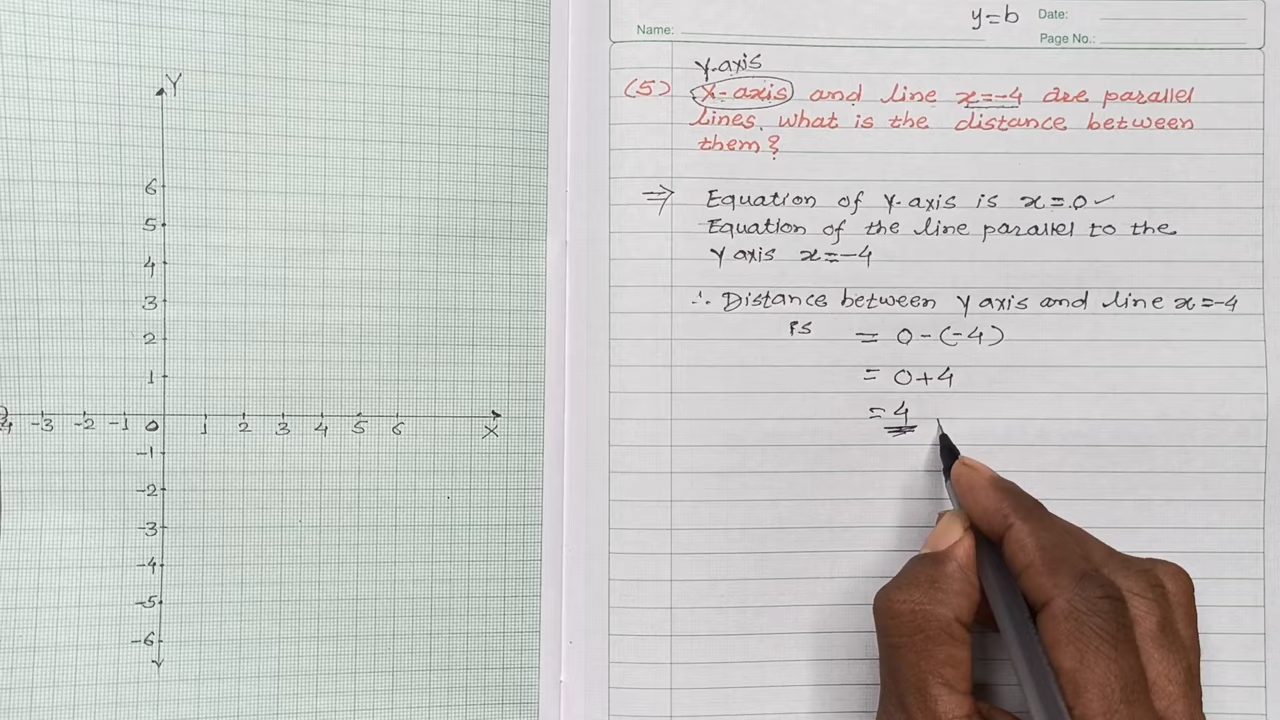 Y
6
5
4
3
2
1
4 -3 -2 -1 0 1 2 3 4 5 6 X
-1
-2
-3
-4
-5
-6
y=b
Name: Date:
Page No.:
Y-axis
(5) X-axis and line x=-4 are parallel
lines. what is the distance between
them?
⇒ Equation of Y-axis is x=0 ✓
Equation of the line parallel to the
Y axis x=-4
∴ Distance between Y axis and line x=-4
is = 0-(-4)
= 0+4
= 4